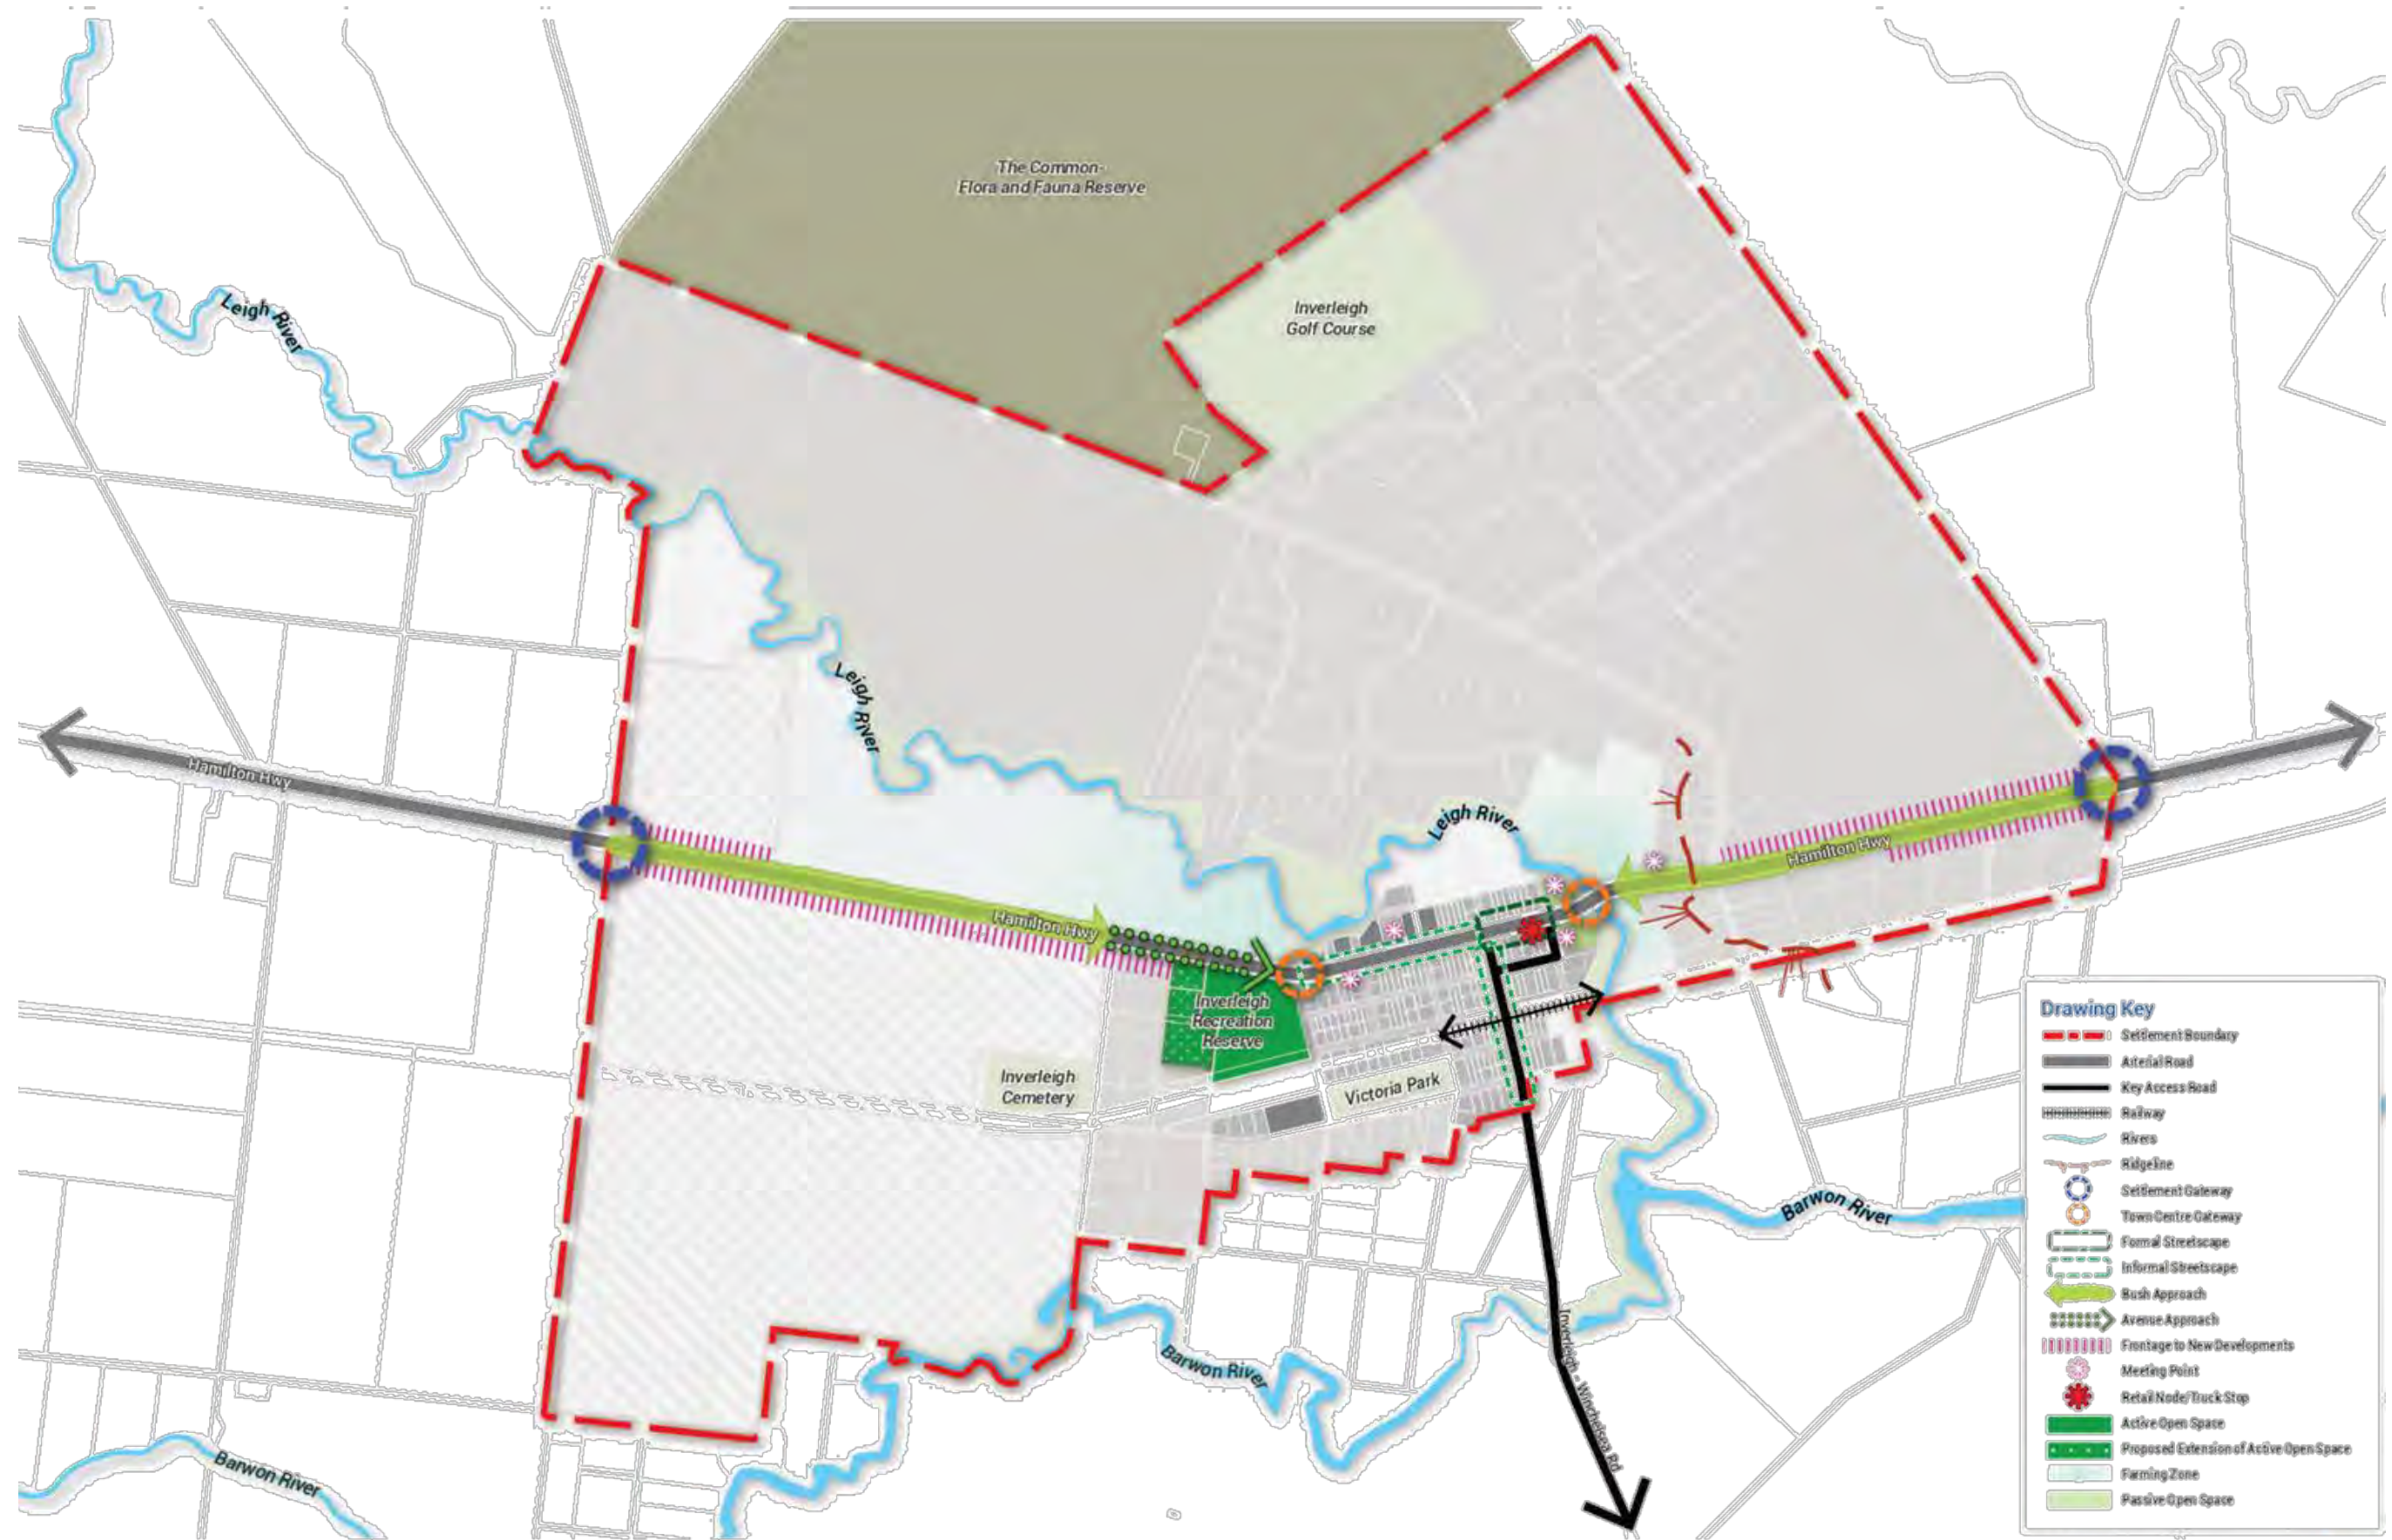 The Common-
Flora and Fauna Reserve
Inverleigh
Golf Course
Leigh River
Leigh River
Hamilton Hwy
Leigh River
Hamilton Hwy
Hamilton Hwy
Inverleigh
Recreation
Reserve
Inverleigh
Cemetery
Victoria Park
Barwon River
Barwon River
Barwon River
Inverleigh - Winchelsea Rd
Drawing Key
Settlement Boundary
Arterial Road
Key Access Road
Railway
Rivers
Ridgeline
Settlement Gateway
Town Centre Gateway
Formal Streetscape
Informal Streetscape
Bush Approach
Avenue Approach
Frontage to New Developments
Meeting Point
Retail Node/Truck Stop
Active Open Space
Proposed Extension of Active Open Space
Farming Zone
Passive Open Space